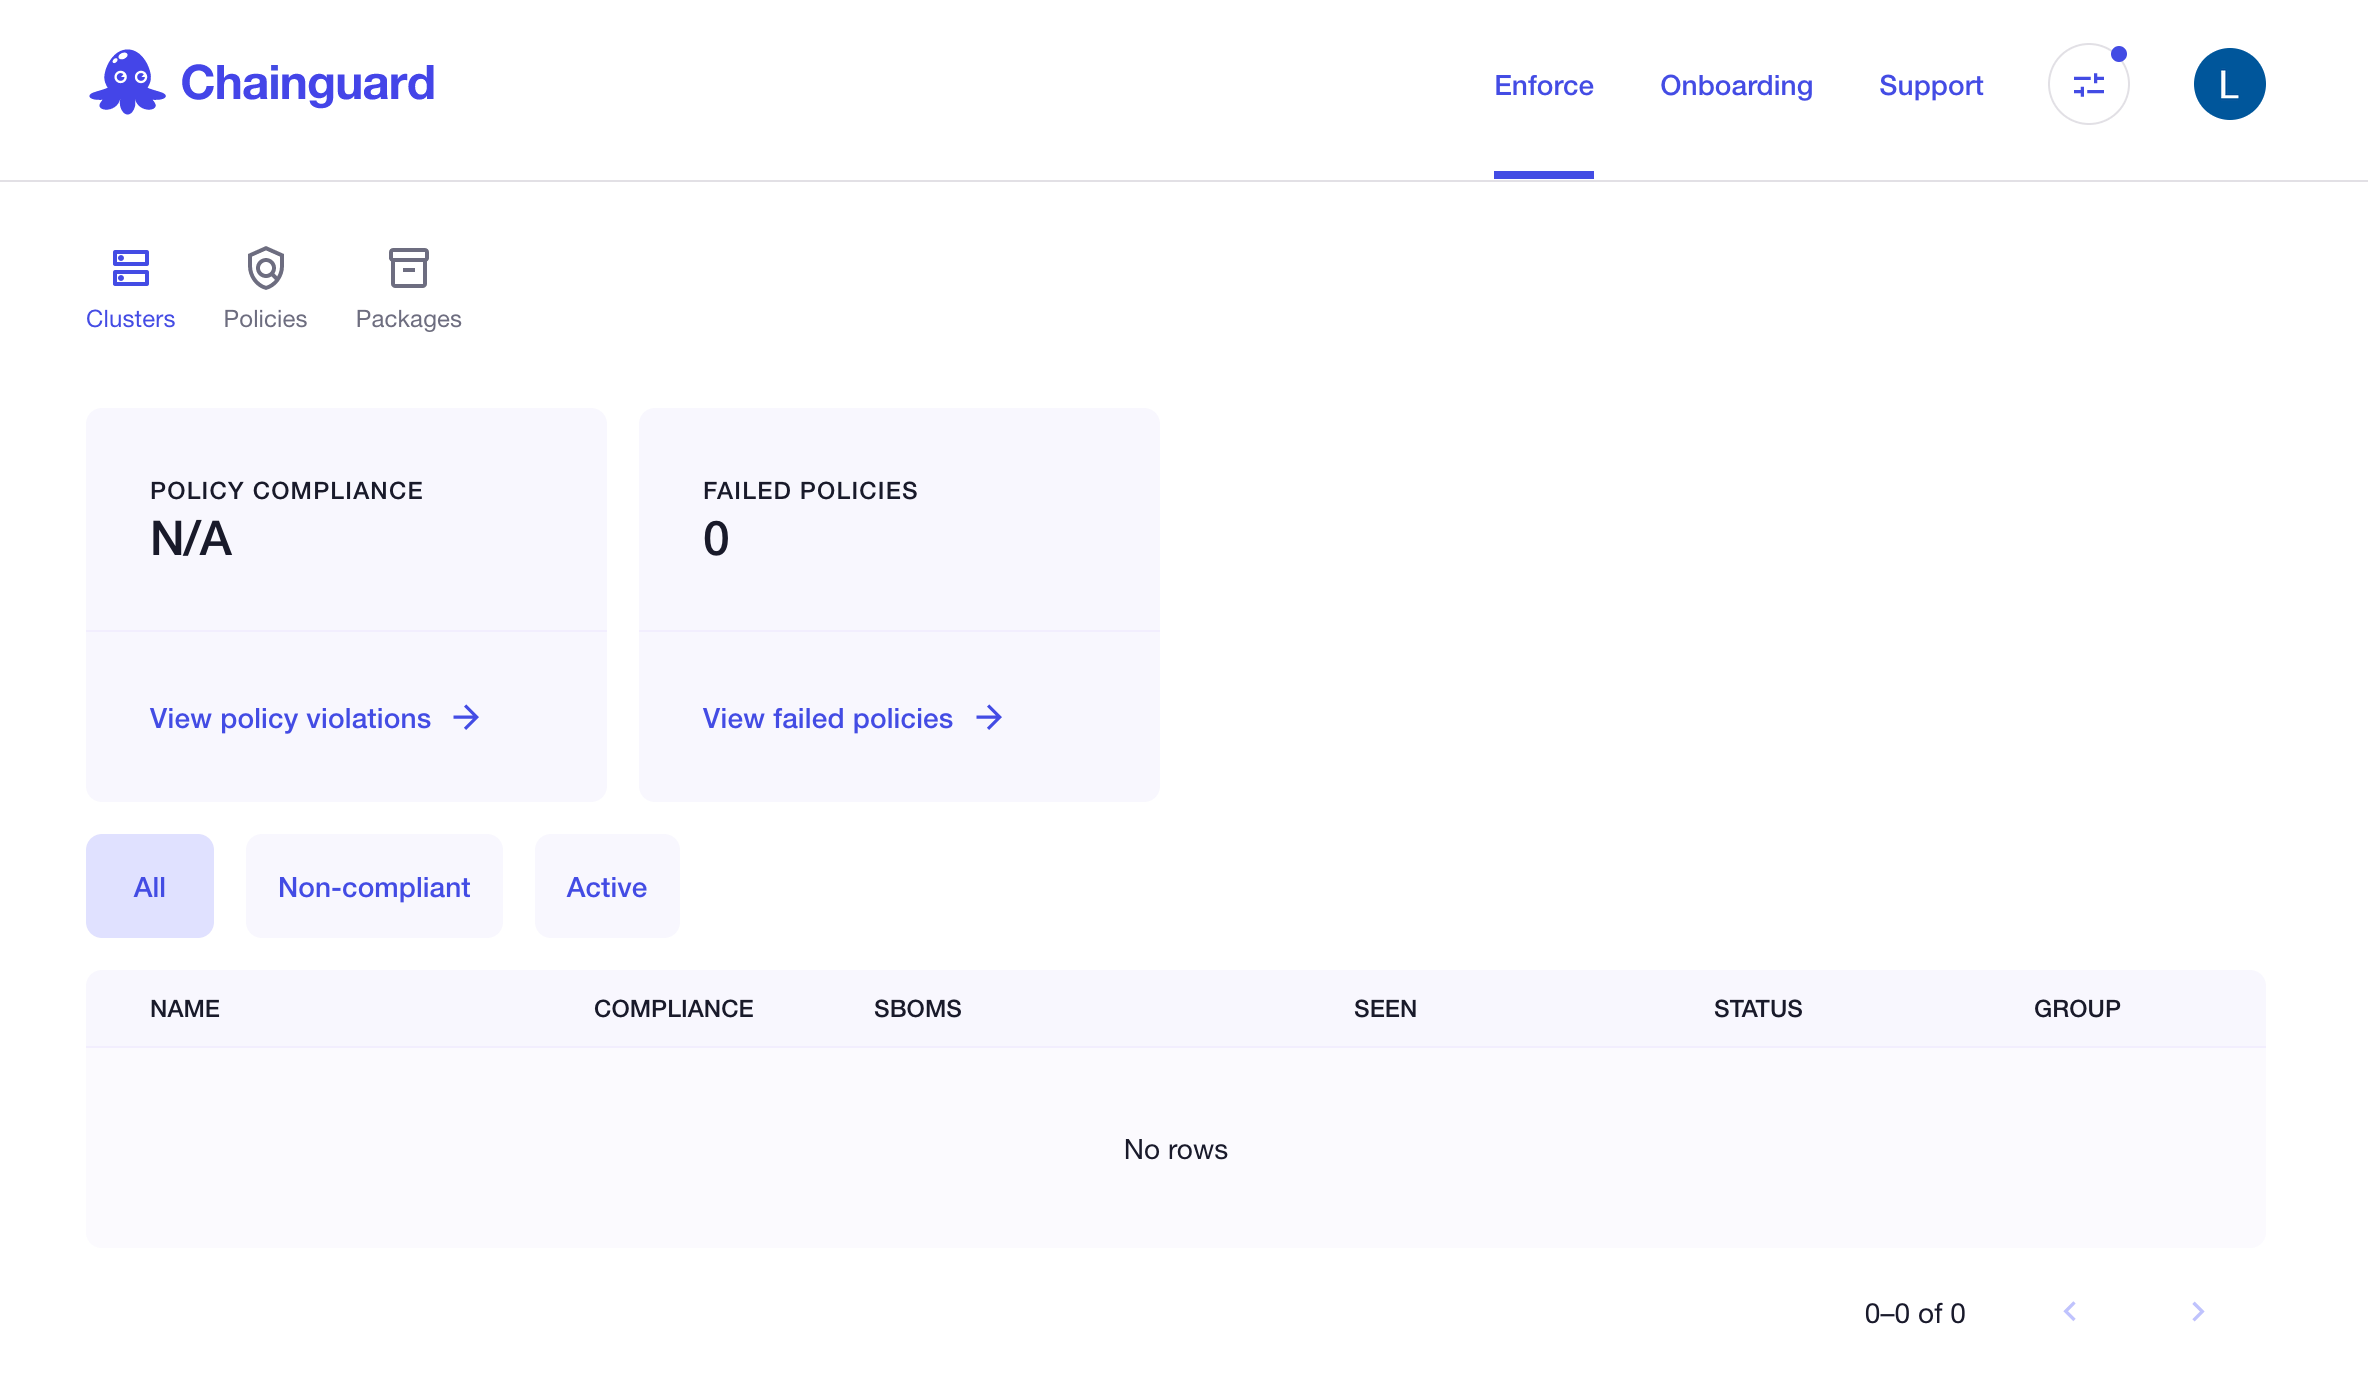 Chainguard
Enforce Onboarding Support L
Clusters Policies Packages
POLICY COMPLIANCE
N/A
View policy violations
FAILED POLICIES
0
View failed policies
All Non-compliant Active
NAME COMPLIANCE SBOMS SEEN STATUS GROUP
No rows
0–0 of 0